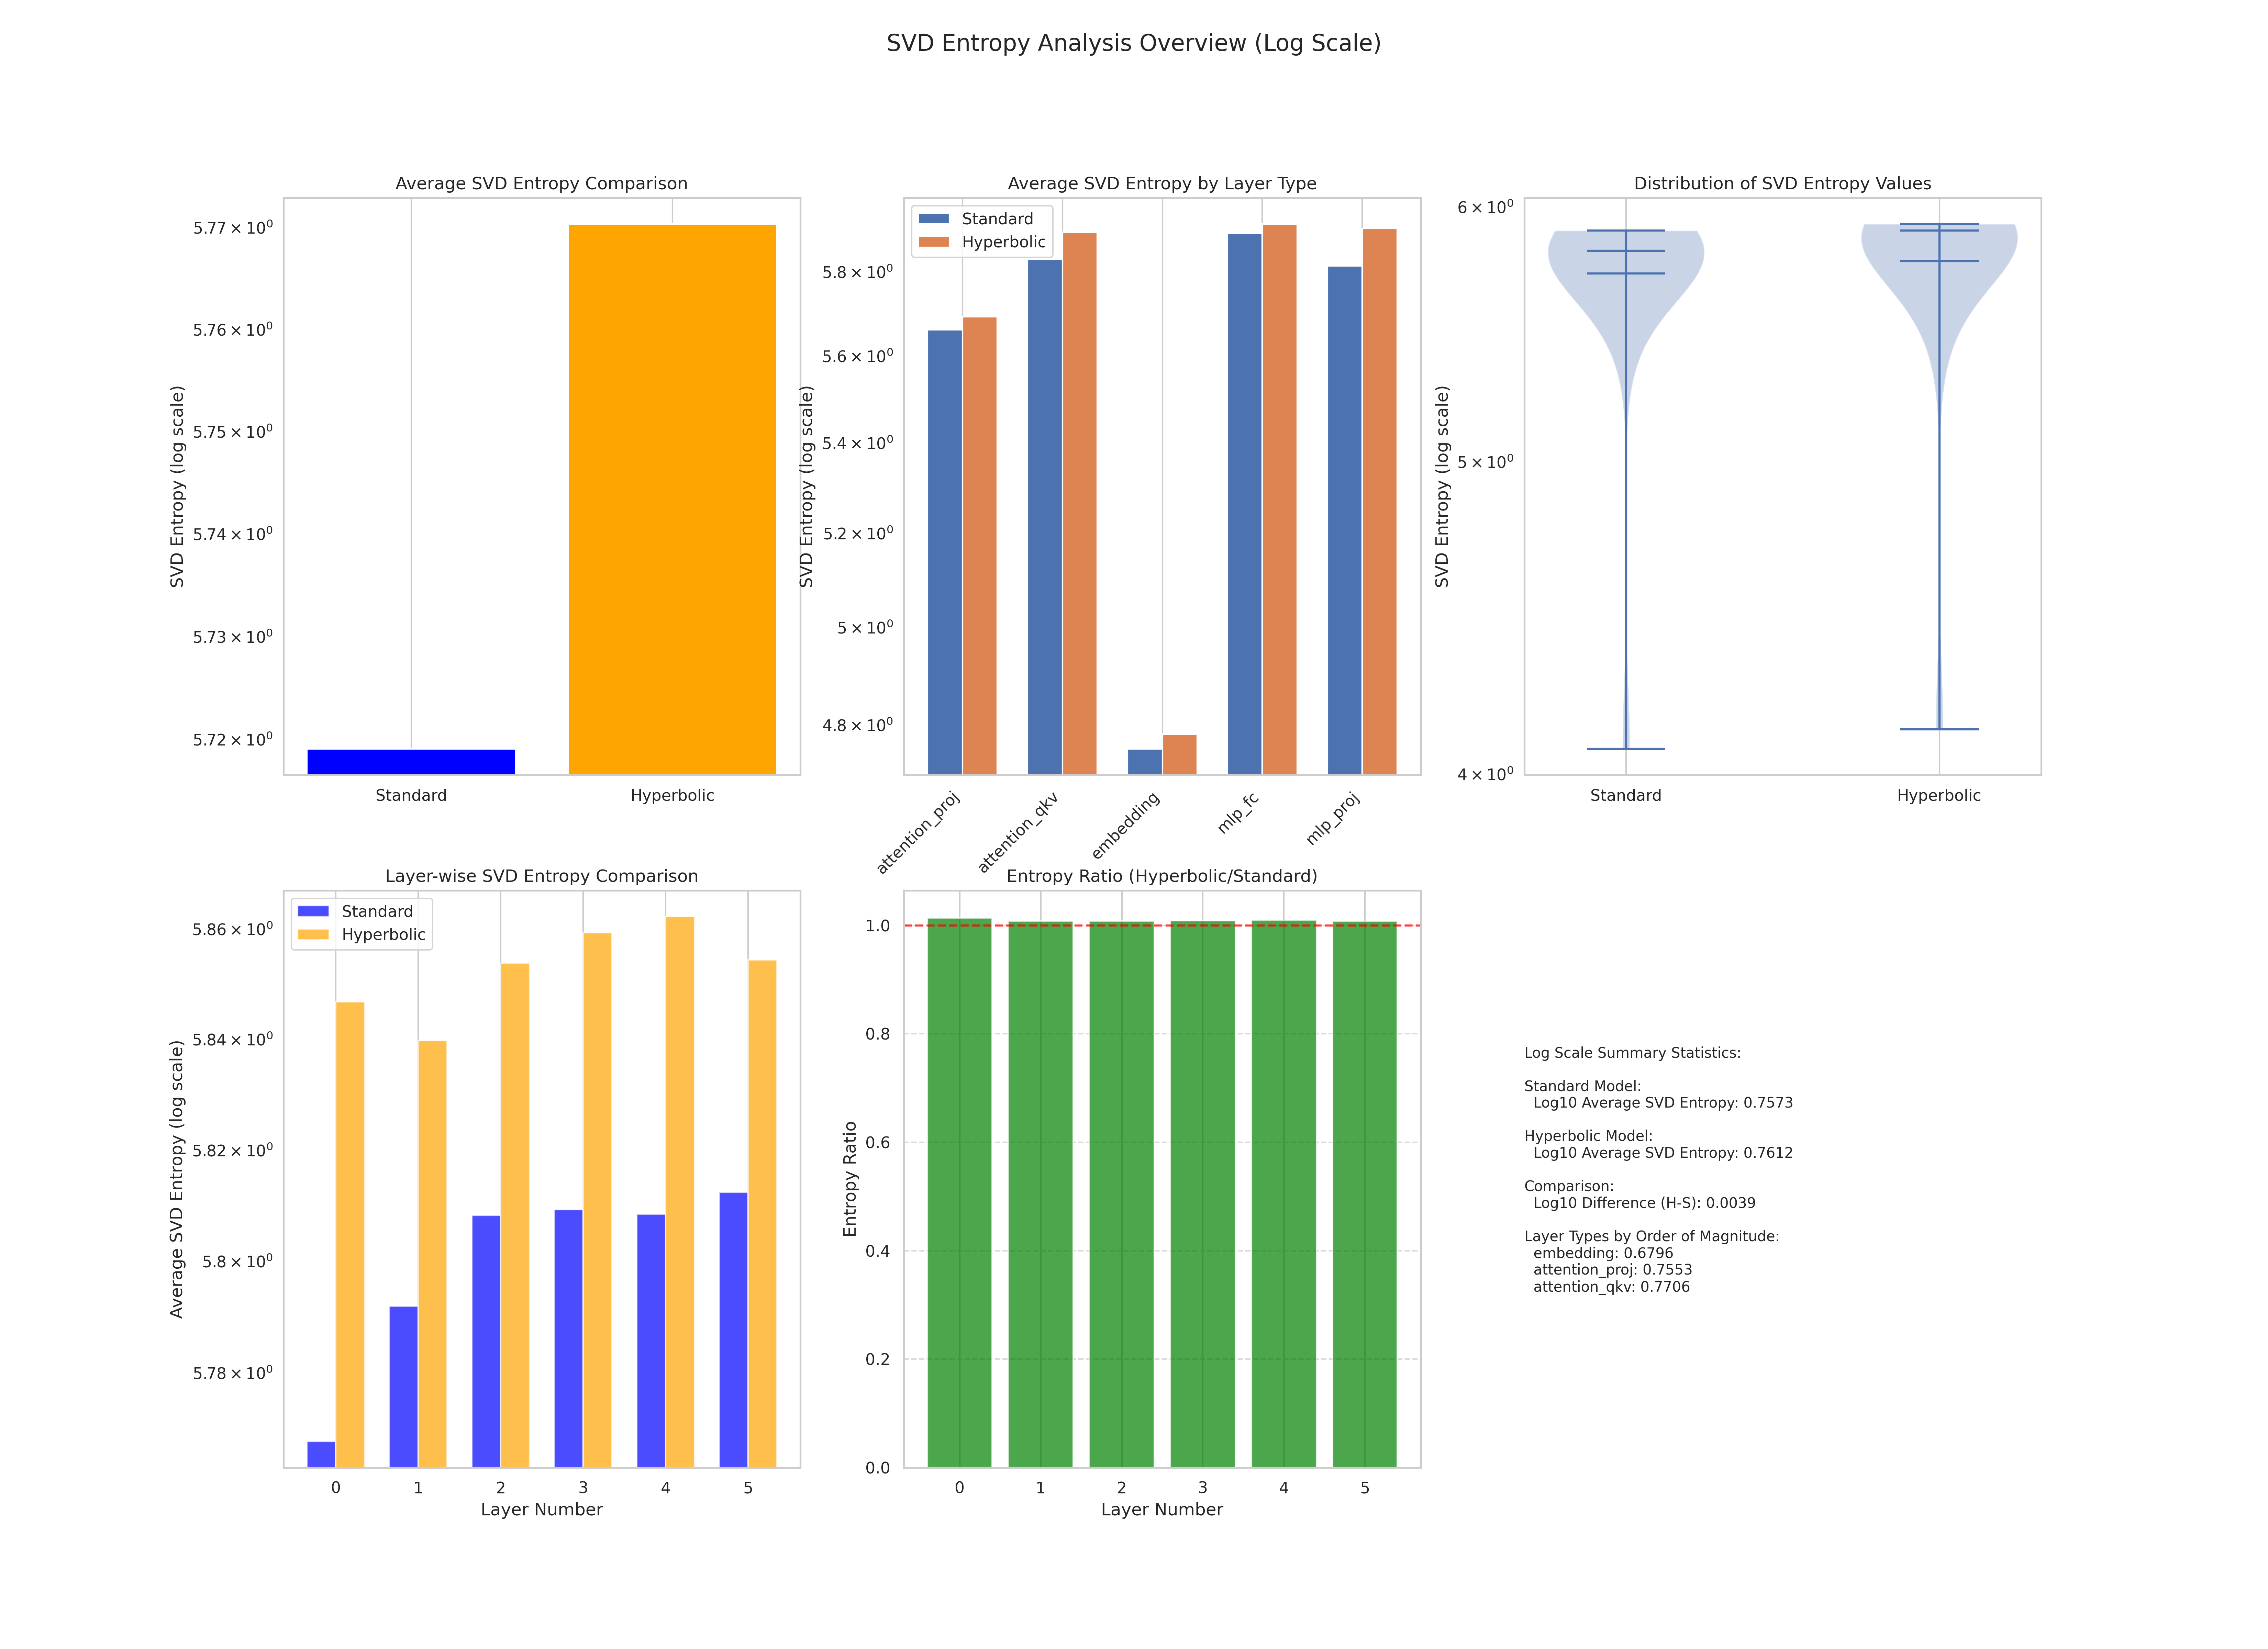 SVD Entropy Analysis Overview (Log Scale)
Average SVD Entropy Comparison
SVD Entropy (log scale)
5.77 × 10⁰
5.76 × 10⁰
5.75 × 10⁰
5.74 × 10⁰
5.73 × 10⁰
5.72 × 10⁰
Standard
Hyperbolic
Average SVD Entropy by Layer Type
Standard
Hyperbolic
SVD Entropy (log scale)
5.8 × 10⁰
5.6 × 10⁰
5.4 × 10⁰
5.2 × 10⁰
5 × 10⁰
4.8 × 10⁰
attention_proj
attention_qkv
embedding
mlp_fc
mlp_proj
Distribution of SVD Entropy Values
SVD Entropy (log scale)
6 × 10⁰
5 × 10⁰
4 × 10⁰
Standard
Hyperbolic
Layer-wise SVD Entropy Comparison
Standard
Hyperbolic
Average SVD Entropy (log scale)
5.86 × 10⁰
5.84 × 10⁰
5.82 × 10⁰
5.8 × 10⁰
5.78 × 10⁰
0 1 2 3 4 5
Layer Number
Entropy Ratio (Hyperbolic/Standard)
Entropy Ratio
1.0
0.8
0.6
0.4
0.2
0.0
0 1 2 3 4 5
Layer Number
Log Scale Summary Statistics:
Standard Model:
Log10 Average SVD Entropy: 0.7573
Hyperbolic Model:
Log10 Average SVD Entropy: 0.7612
Comparison:
Log10 Difference (H-S): 0.0039
Layer Types by Order of Magnitude:
embedding: 0.6796
attention_proj: 0.7553
attention_qkv: 0.7706